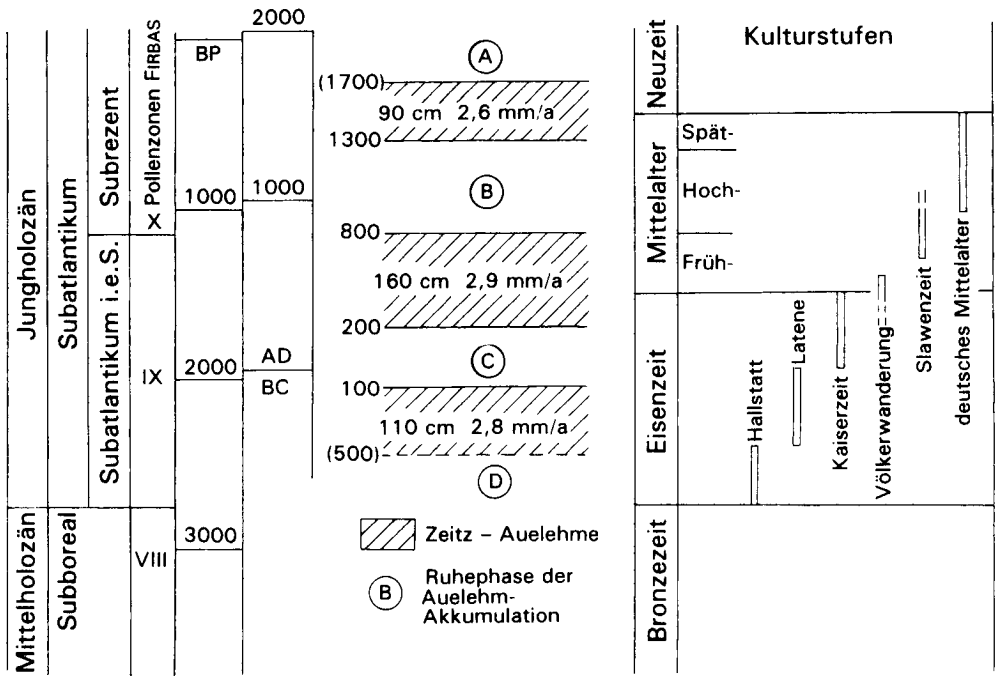 2000
BP
1000
2000
3000
1000
AD
BC
Jungholozän
Mittelholozän
Subatlantikum
Subboreal
Subrezent
Subatlantikum i.e.S.
Pollenzonen FIRBAS
X
IX
VIII
A
(1700)
90 cm 2,6 mm/a
1300
B
800
160 cm 2,9 mm/a
200
C
100
110 cm 2,8 mm/a
(500)
D
Zeitz – Auelehme
B
Ruhephase der
Auelehm-
Akkumulation
Kulturstufen
Neuzeit
Mittelalter
Eisenzeit
Bronzezeit
Spät-
Hoch-
Früh-
Hallstatt
Latene
Kaiserzeit
Völkerwanderung
Slawenzeit
deutsches Mittelalter